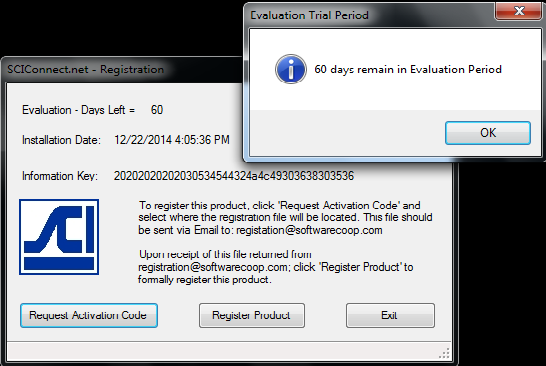 Evaluation Trial Period
60 days remain in Evaluation Period
OK
SCIConnect.net - Registration
Evaluation - Days Left = 60
Installation Date: 12/22/2014 4:05:36 PM
Information Key: 20202020202030534544324a4c49303638303536
SCI
To register this product, click 'Request Activation Code' and
select where the registration file will be located. This file should
be sent via Email to: registation@softwarecoop.com
Upon receipt of this file returned from
registration@softwarecoop.com; click 'Register Product' to
formally register this product.
Request Activation Code
Register Product
Exit